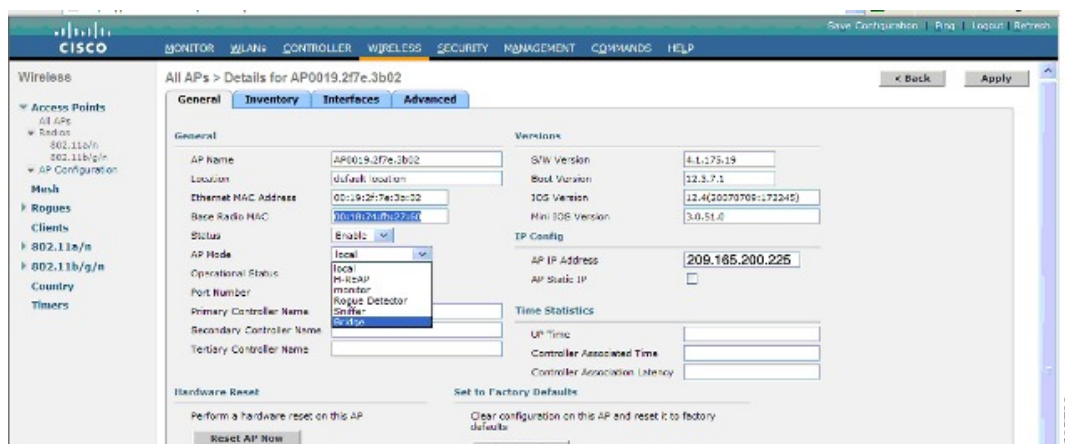 Save Configuration | Ping | Logout | Refresh
CISCO
MONITOR WLANs CONTROLLER WIRELESS SECURITY MANAGEMENT COMMANDS HELP
Wireless
All APs > Details for AP0019.2f7e.3b02
< Back
Apply
General Inventory Interfaces Advanced
Access Points
All APs
Radios
802.11a/n
802.11b/g/n
AP Configuration
Mesh
Rogues
Clients
802.11a/n
802.11b/g/n
Country
Timers
General
AP Name AP0019.2f7e.3b02
Location default location
Ethernet MAC Address 00:19:2f:7e:3b:02
Base Radio MAC
Status Enable
AP Mode local
local
H-REAP
monitor
Rogue Detector
Sniffer
Bridge
Operational Status
Port Number
Primary Controller Name
Secondary Controller Name
Tertiary Controller Name
Versions
S/W Version 4.1.175.19
Boot Version 12.3.7.1
IOS Version 12.4(20070709:172245)
Mini IOS Version 3.0.51.0
IP Config
AP IP Address 209.165.200.225
AP Static IP
Time Statistics
UP Time
Controller Associated Time
Controller Association Latency
Hardware Reset
Perform a hardware reset on this AP
Reset AP Now
Set to Factory Defaults
Clear configuration on this AP and reset it to factory
defaults